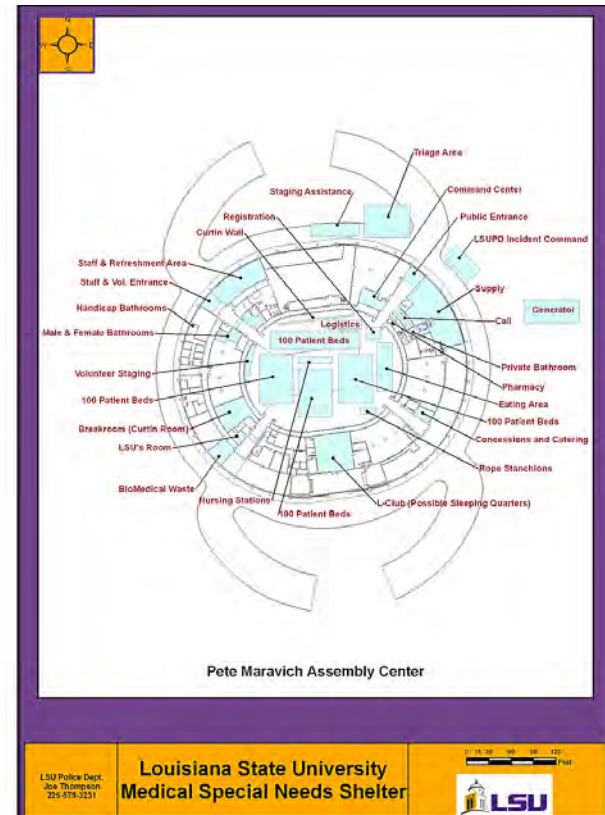 N
W
E
S
Triage Area
Staging Assistance
Command Center
Registration
Public Entrance
Curtin Wall
LSUPD Incident Command
Staff & Refreshment Area
Staff & Vol. Entrance
Supply
Handicap Bathrooms
Generator
Logistics
Call
Male & Female Bathrooms
100 Patient Beds
Private Bathroom
Volunteer Staging
Pharmacy
100 Patient Beds
Eating Area
Breakroom (Curtin Room)
100 Patient Beds
LSU's Room
Concessions and Catering
BioMedical Waste
Rope Stanchions
Nursing Stations
L-Club (Possible Sleeping Quarters)
100 Patient Beds
Pete Maravich Assembly Center
LSU Police Dept.
Joe Thompson
225-578-3231
Louisiana State University
Medical Special Needs Shelter
Feet
LSU